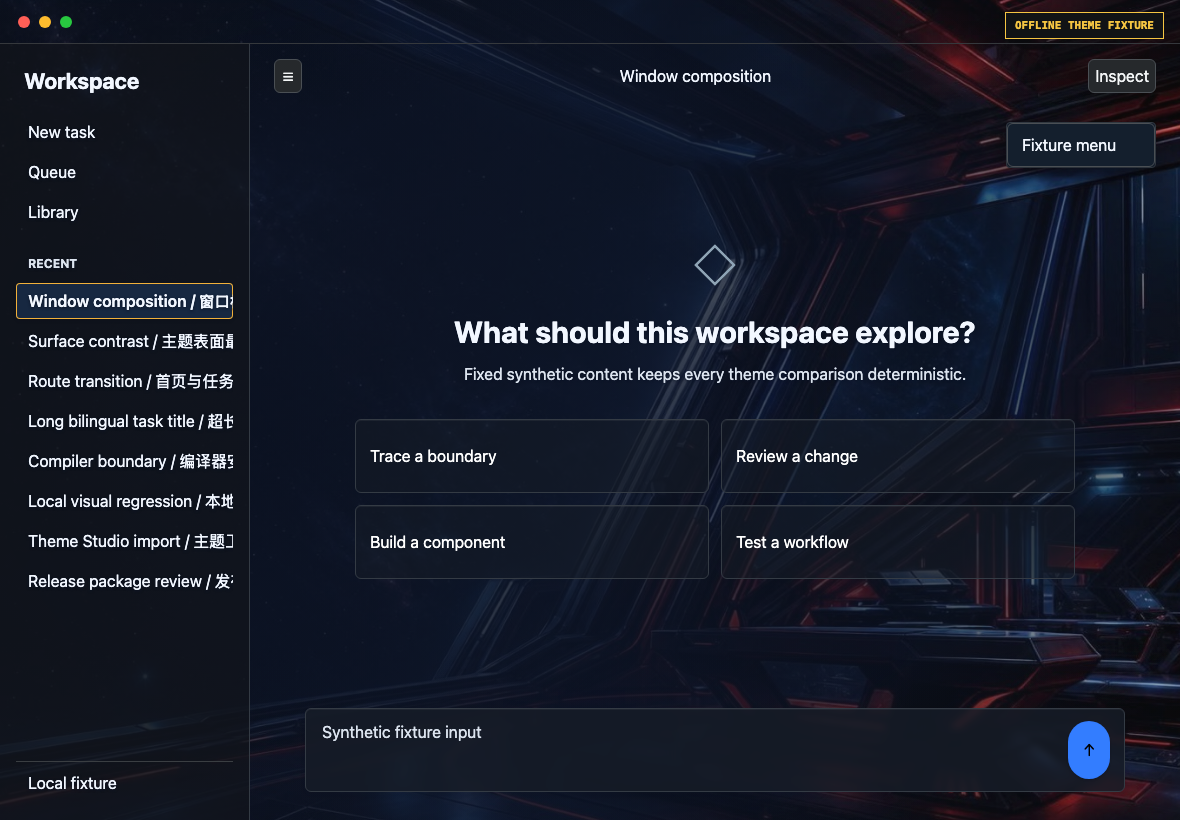 OFFLINE THEME FIXTURE
Workspace
New task
Queue
Library
RECENT
Window composition / 窗口
Surface contrast / 主题表面
Route transition / 首页与任务
Long bilingual task title / 超长
Compiler boundary / 编译器
Local visual regression / 本地
Theme Studio import / 主题
Release package review / 发
Local fixture
Window composition
Inspect
Fixture menu
What should this workspace explore?
Fixed synthetic content keeps every theme comparison deterministic.
Trace a boundary
Review a change
Build a component
Test a workflow
Synthetic fixture input